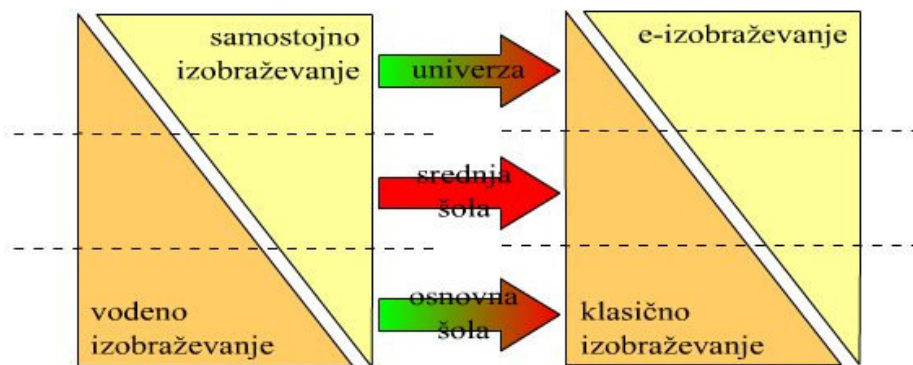 samostojno
izobraževanje
univerza
e-izobraževanje
srednja
šola
vodeno
izobraževanje
osnovna
šola
klasično
izobraževanje